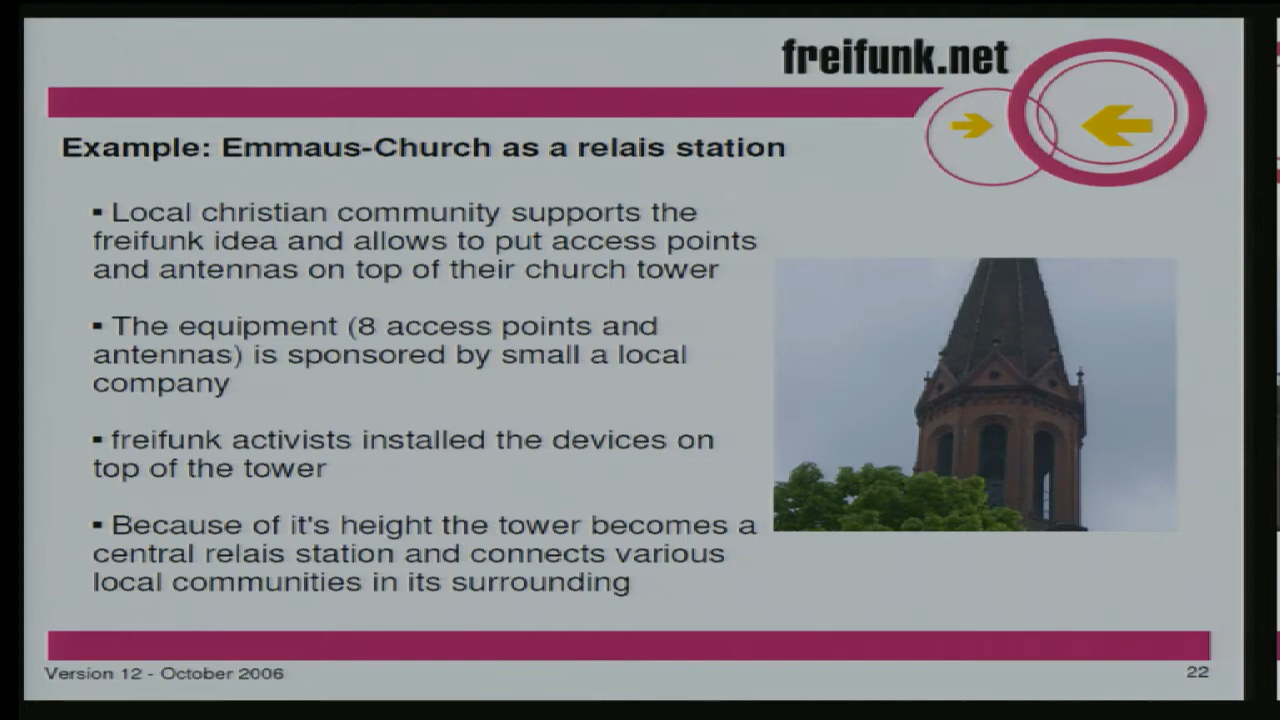 freifunk.net
Example: Emmaus-Church as a relais station
▪ Local christian community supports the
freifunk idea and allows to put access points
and antennas on top of their church tower
▪ The equipment (8 access points and
antennas) is sponsored by small a local
company
▪ freifunk activists installed the devices on
top of the tower
▪ Because of it's height the tower becomes a
central relais station and connects various
local communities in its surrounding
Version 12 - October 2006
22